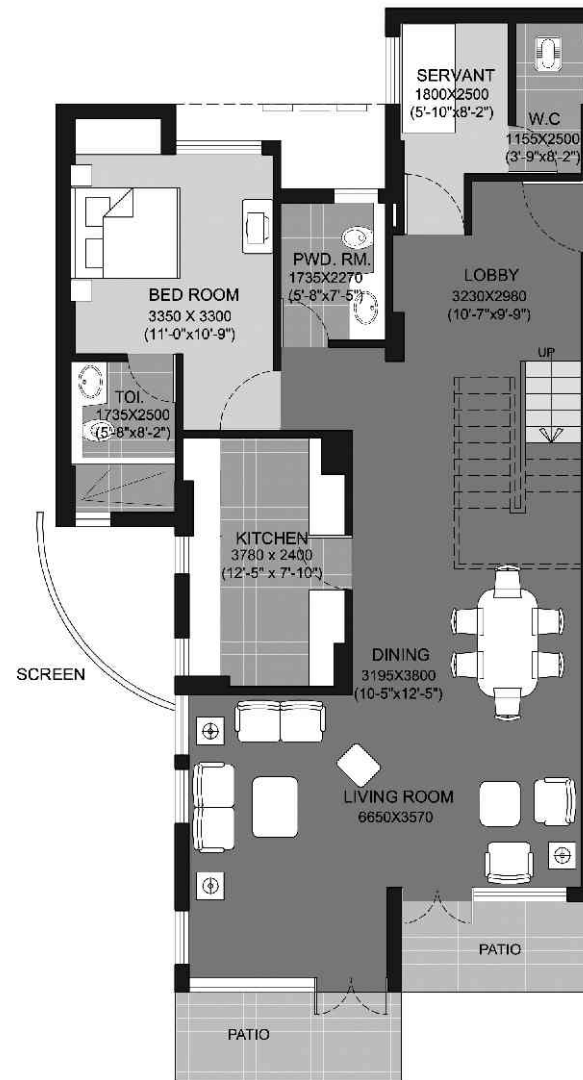 SERVANT
1800X2500
(5'-10"x8'-2")
W.C
1155X2500
(3'-9"x8'-2")
PWD. RM.
1735X2270
(5'-8"x7'-5")
LOBBY
3230X2980
(10'-7"x9'-9")
BED ROOM
3350 X 3300
(11'-0"x10'-9")
UP
TOI.
1735X2500
(5'-8"x8'-2")
KITCHEN
3780 x 2400
(12'-5" x 7'-10")
SCREEN
DINING
3195X3800
(10-5"x12'-5")
LIVING ROOM
6650X3570
PATIO
PATIO